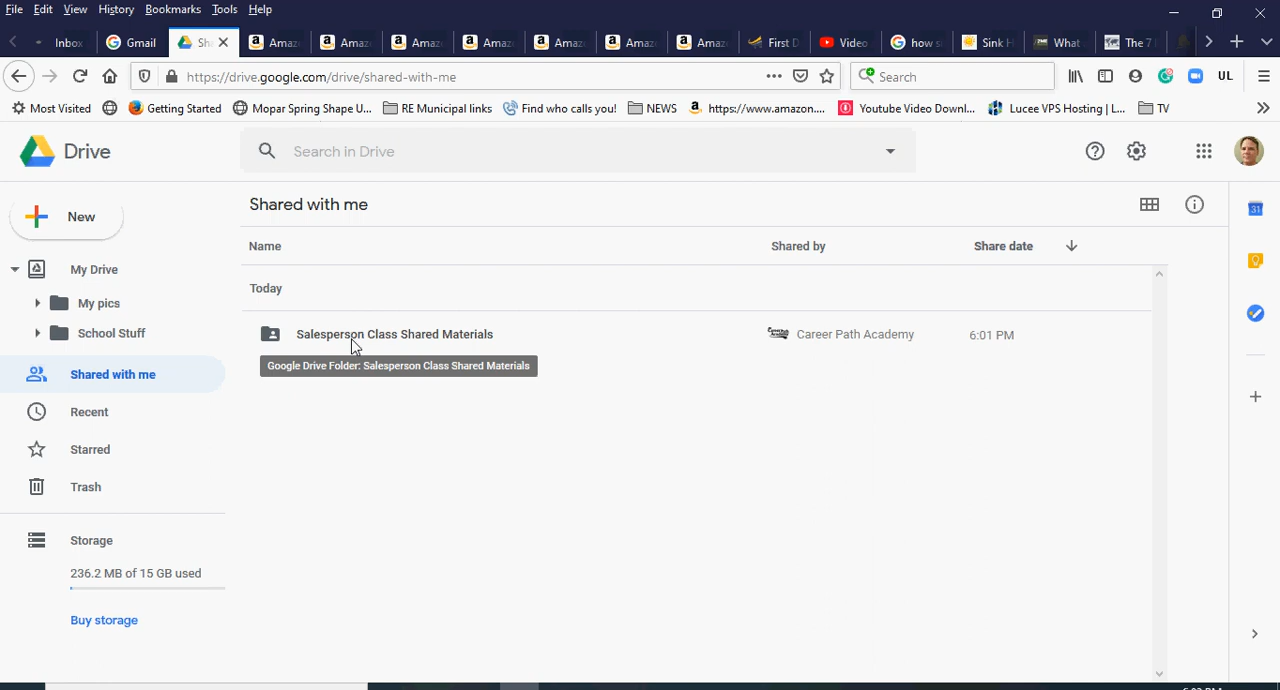 File Edit View History Bookmarks Tools Help
Inbox Gmail Sha Amaz Amaz Amaz Amaz Amaz Amaz Amaz First D Video how s Sink H What The 7
https://drive.google.com/drive/shared-with-me Search UL
Most Visited Getting Started Mopar Spring Shape U... RE Municipal links Find who calls you! NEWS https://www.amazon.... Youtube Video Downl... Lucee VPS Hosting | L... TV
Drive Search in Drive
New
Shared with me
Name Shared by Share date
My Drive
My pics
School Stuff
Shared with me
Recent
Starred
Trash
Storage
236.2 MB of 15 GB used
Buy storage
Today
Salesperson Class Shared Materials Career Path Academy 6:01 PM
Google Drive Folder: Salesperson Class Shared Materials
31